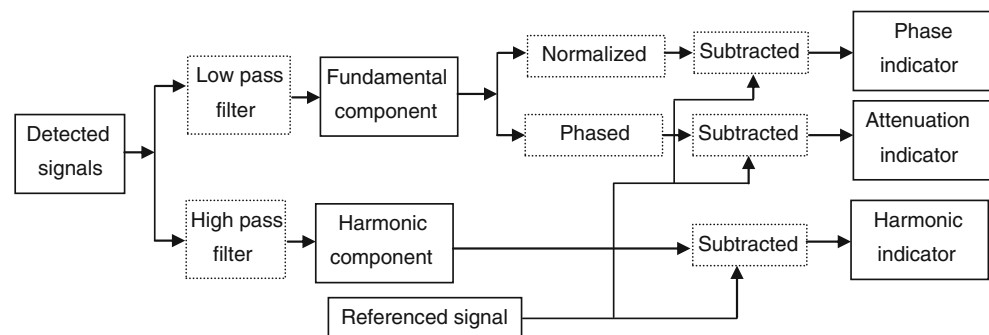 Detected
signals
Low pass
filter
Fundamental
component
Normalized
Subtracted
Phase
indicator
Phased
Subtracted
Attenuation
indicator
High pass
filter
Harmonic
component
Subtracted
Harmonic
indicator
Referenced signal